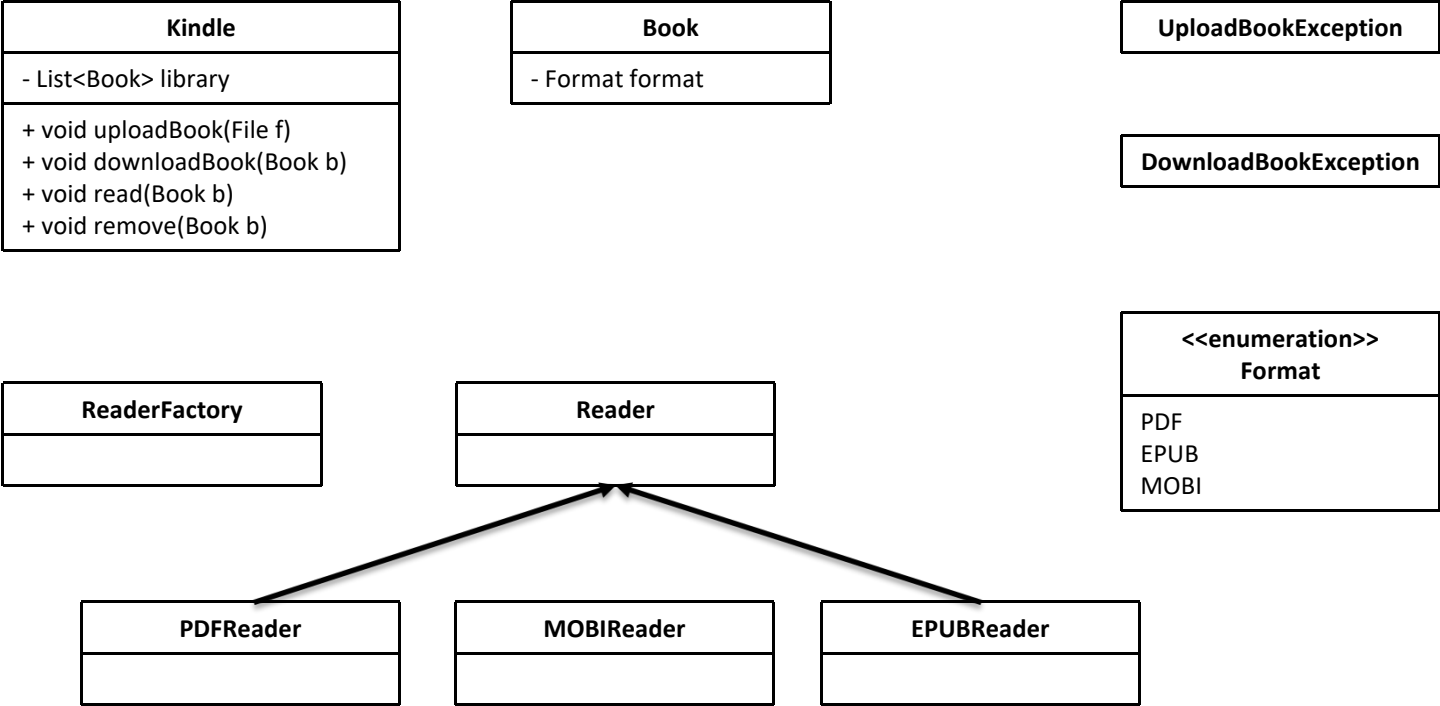 Kindle
- List<Book> library
+ void uploadBook(File f)
+ void downloadBook(Book b)
+ void read(Book b)
+ void remove(Book b)
Book
- Format format
UploadBookException
DownloadBookException
<<enumeration>>
Format
PDF
EPUB
MOBI
ReaderFactory
Reader
PDFReader
MOBIReader
EPUBReader